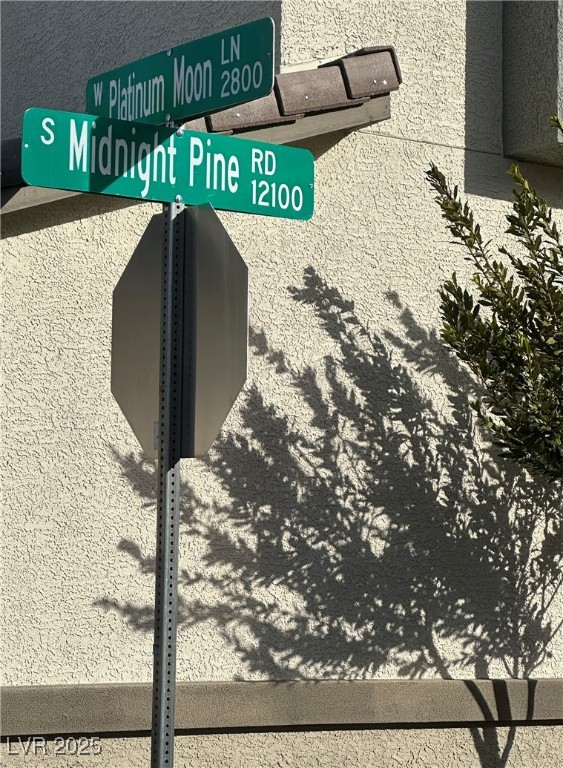 W Platinum Moon LN 2800
S Midnight Pine RD 12100
LVR 2025